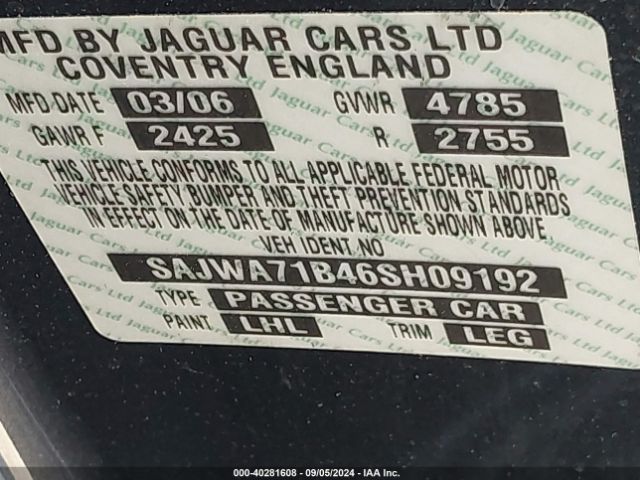 MFD BY JAGUAR CARS LTD
COVENTRY ENGLAND
MFD DATE 03/06 GVWR 4785
GAWR F 2425 R 2755
THIS VEHICLE CONFORMS TO ALL APPLICABLE FEDERAL MOTOR
VEHICLE SAFETY, BUMPER AND THEFT PREVENTION STANDARDS
IN EFFECT ON THE DATE OF MANUFACTURE SHOWN ABOVE.
VEH IDENT NO
SAJWA71B46SH09192
TYPE PASSENGER CAR
PAINT LHL TRIM LEG
000-40281608 - 09/05/2024 - IAA Inc.